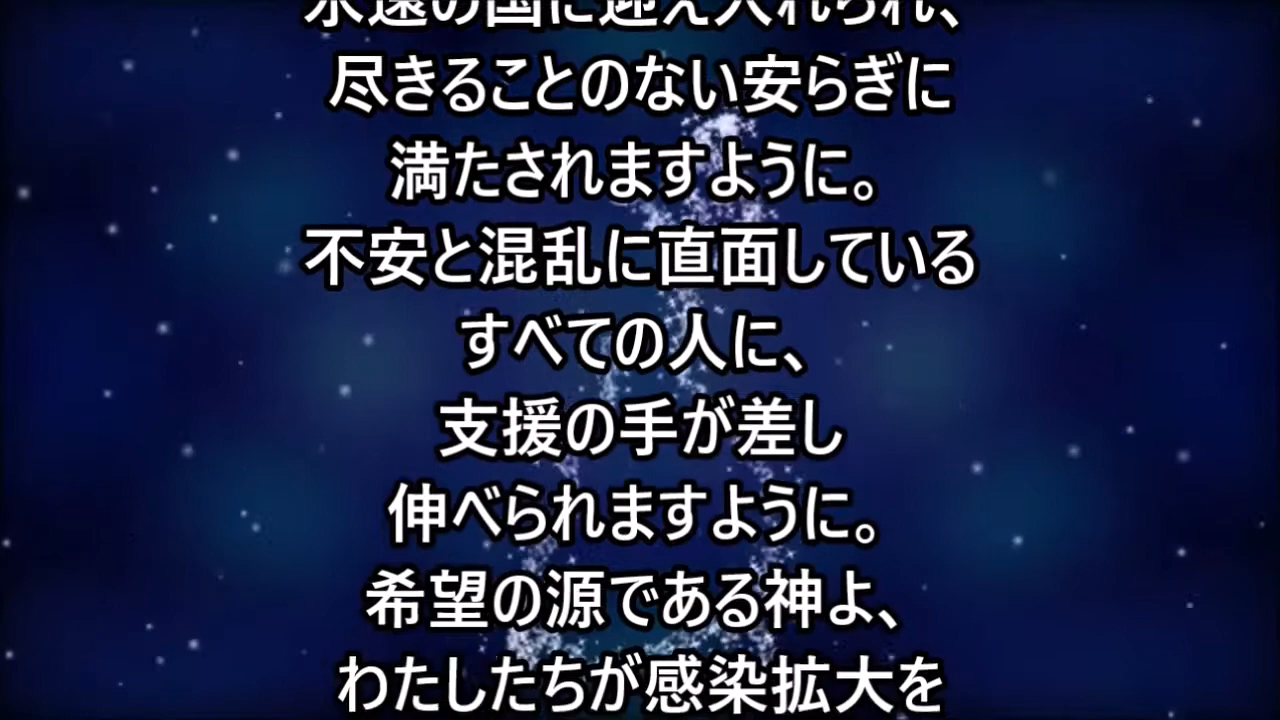 永遠の国に迎え入れられ、
尽きることのない安らぎに
満たされますように。
不安と混乱に直面している
すべての人に、
支援の手が差し
伸べられますように。
希望の源である神よ、
わたしたちが感染拡大を